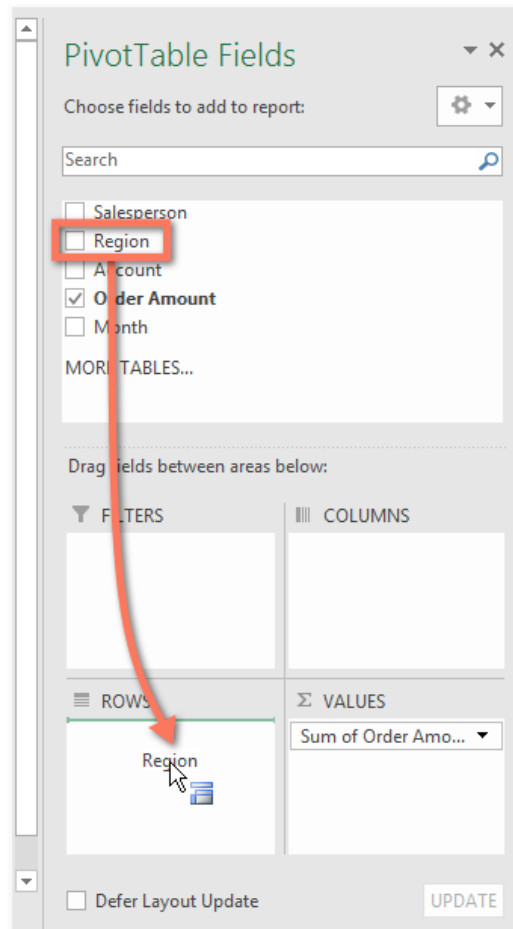 PivotTable Fields
Choose fields to add to report:
Search
Salesperson
Region
Account
Order Amount
Month
MORE TABLES...
Drag fields between areas below:
FILTERS
COLUMNS
ROWS
Σ VALUES
Region
Sum of Order Amo...
Defer Layout Update
UPDATE